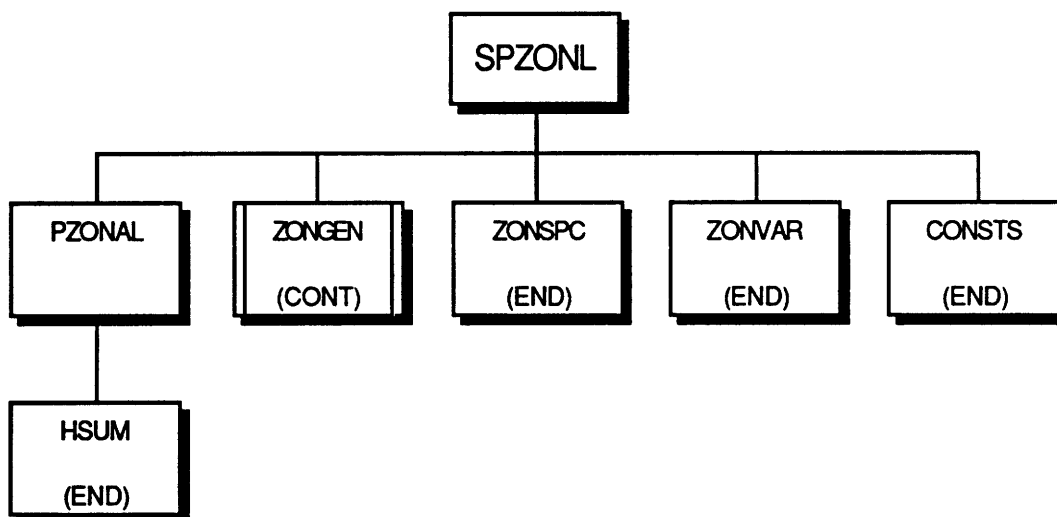 SPZONL
PZONAL
ZONGEN
(CONT)
ZONSPC
(END)
ZONVAR
(END)
CONSTS
(END)
HSUM
(END)